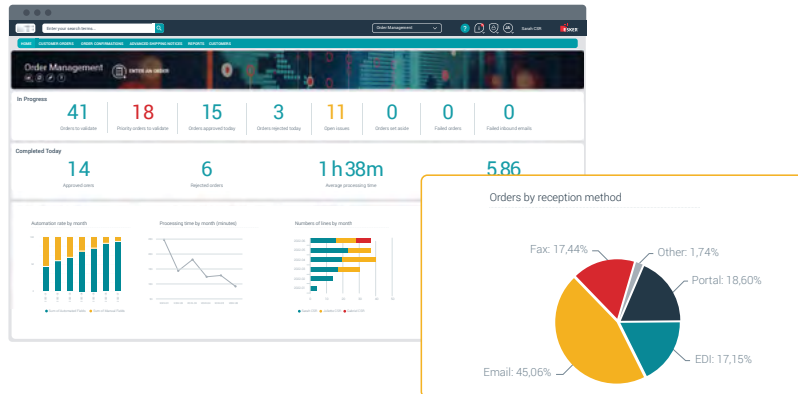 Enter your search items...
Order Management
Sarah CSR
ESKER
HOME CUSTOMER ORDERS ORDER CONFIRMATIONS ADVANCED SHIPPING NOTICES REPORTS CUSTOMERS
Order Management
ENTER AN ORDER
In Progress
41 18 15 3 11 0 0 0
Orders to validate Priority orders to validate Orders approved today Orders rejected today Open issues Orders set aside Failed orders Failed inbound emails
Completed Today
14 6 1h38m 5.86
Approved orders Rejected orders Average processing time
Orders by reception method
Automation rate by month Processing time by month (minutes) Numbers of lines by month
Fax: 17,44%
Other: 1,74%
Portal: 18,60%
EDI: 17,15%
Email: 45,06%